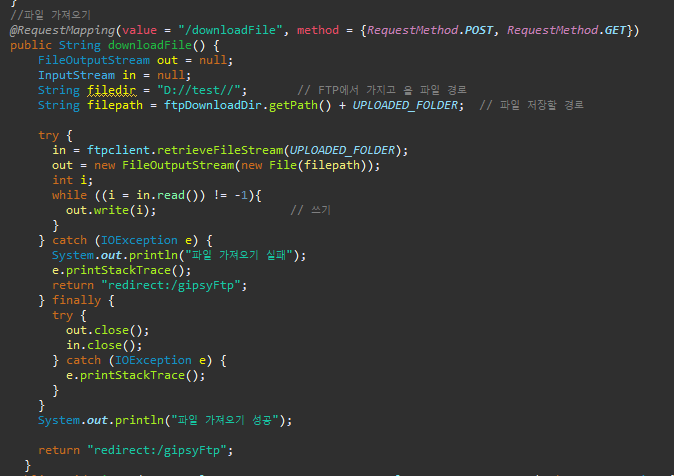 }
//파일 가져오기
@RequestMapping(value = "/downloadFile", method = {RequestMethod.POST, RequestMethod.GET})
public String downloadFile() {
FileOutputStream out = null;
InputStream in = null;
String filedir = "D://test//"; // FTP에서 가지고 올 파일 경로
String filepath = ftpDownloadDir.getPath() + UPLOADED_FOLDER; // 파일 저장할 경로
try {
in = ftpclient.retrieveFileStream(UPLOADED_FOLDER);
out = new FileOutputStream(new File(filepath));
int i;
while ((i = in.read()) != -1){
out.write(i); // 쓰기
}
} catch (IOException e) {
System.out.println("파일 가져오기 실패");
e.printStackTrace();
return "redirect:/gipsyFtp";
} finally {
try {
out.close();
in.close();
} catch (IOException e) {
e.printStackTrace();
}
}
System.out.println("파일 가져오기 성공");
return "redirect:/gipsyFtp";
}